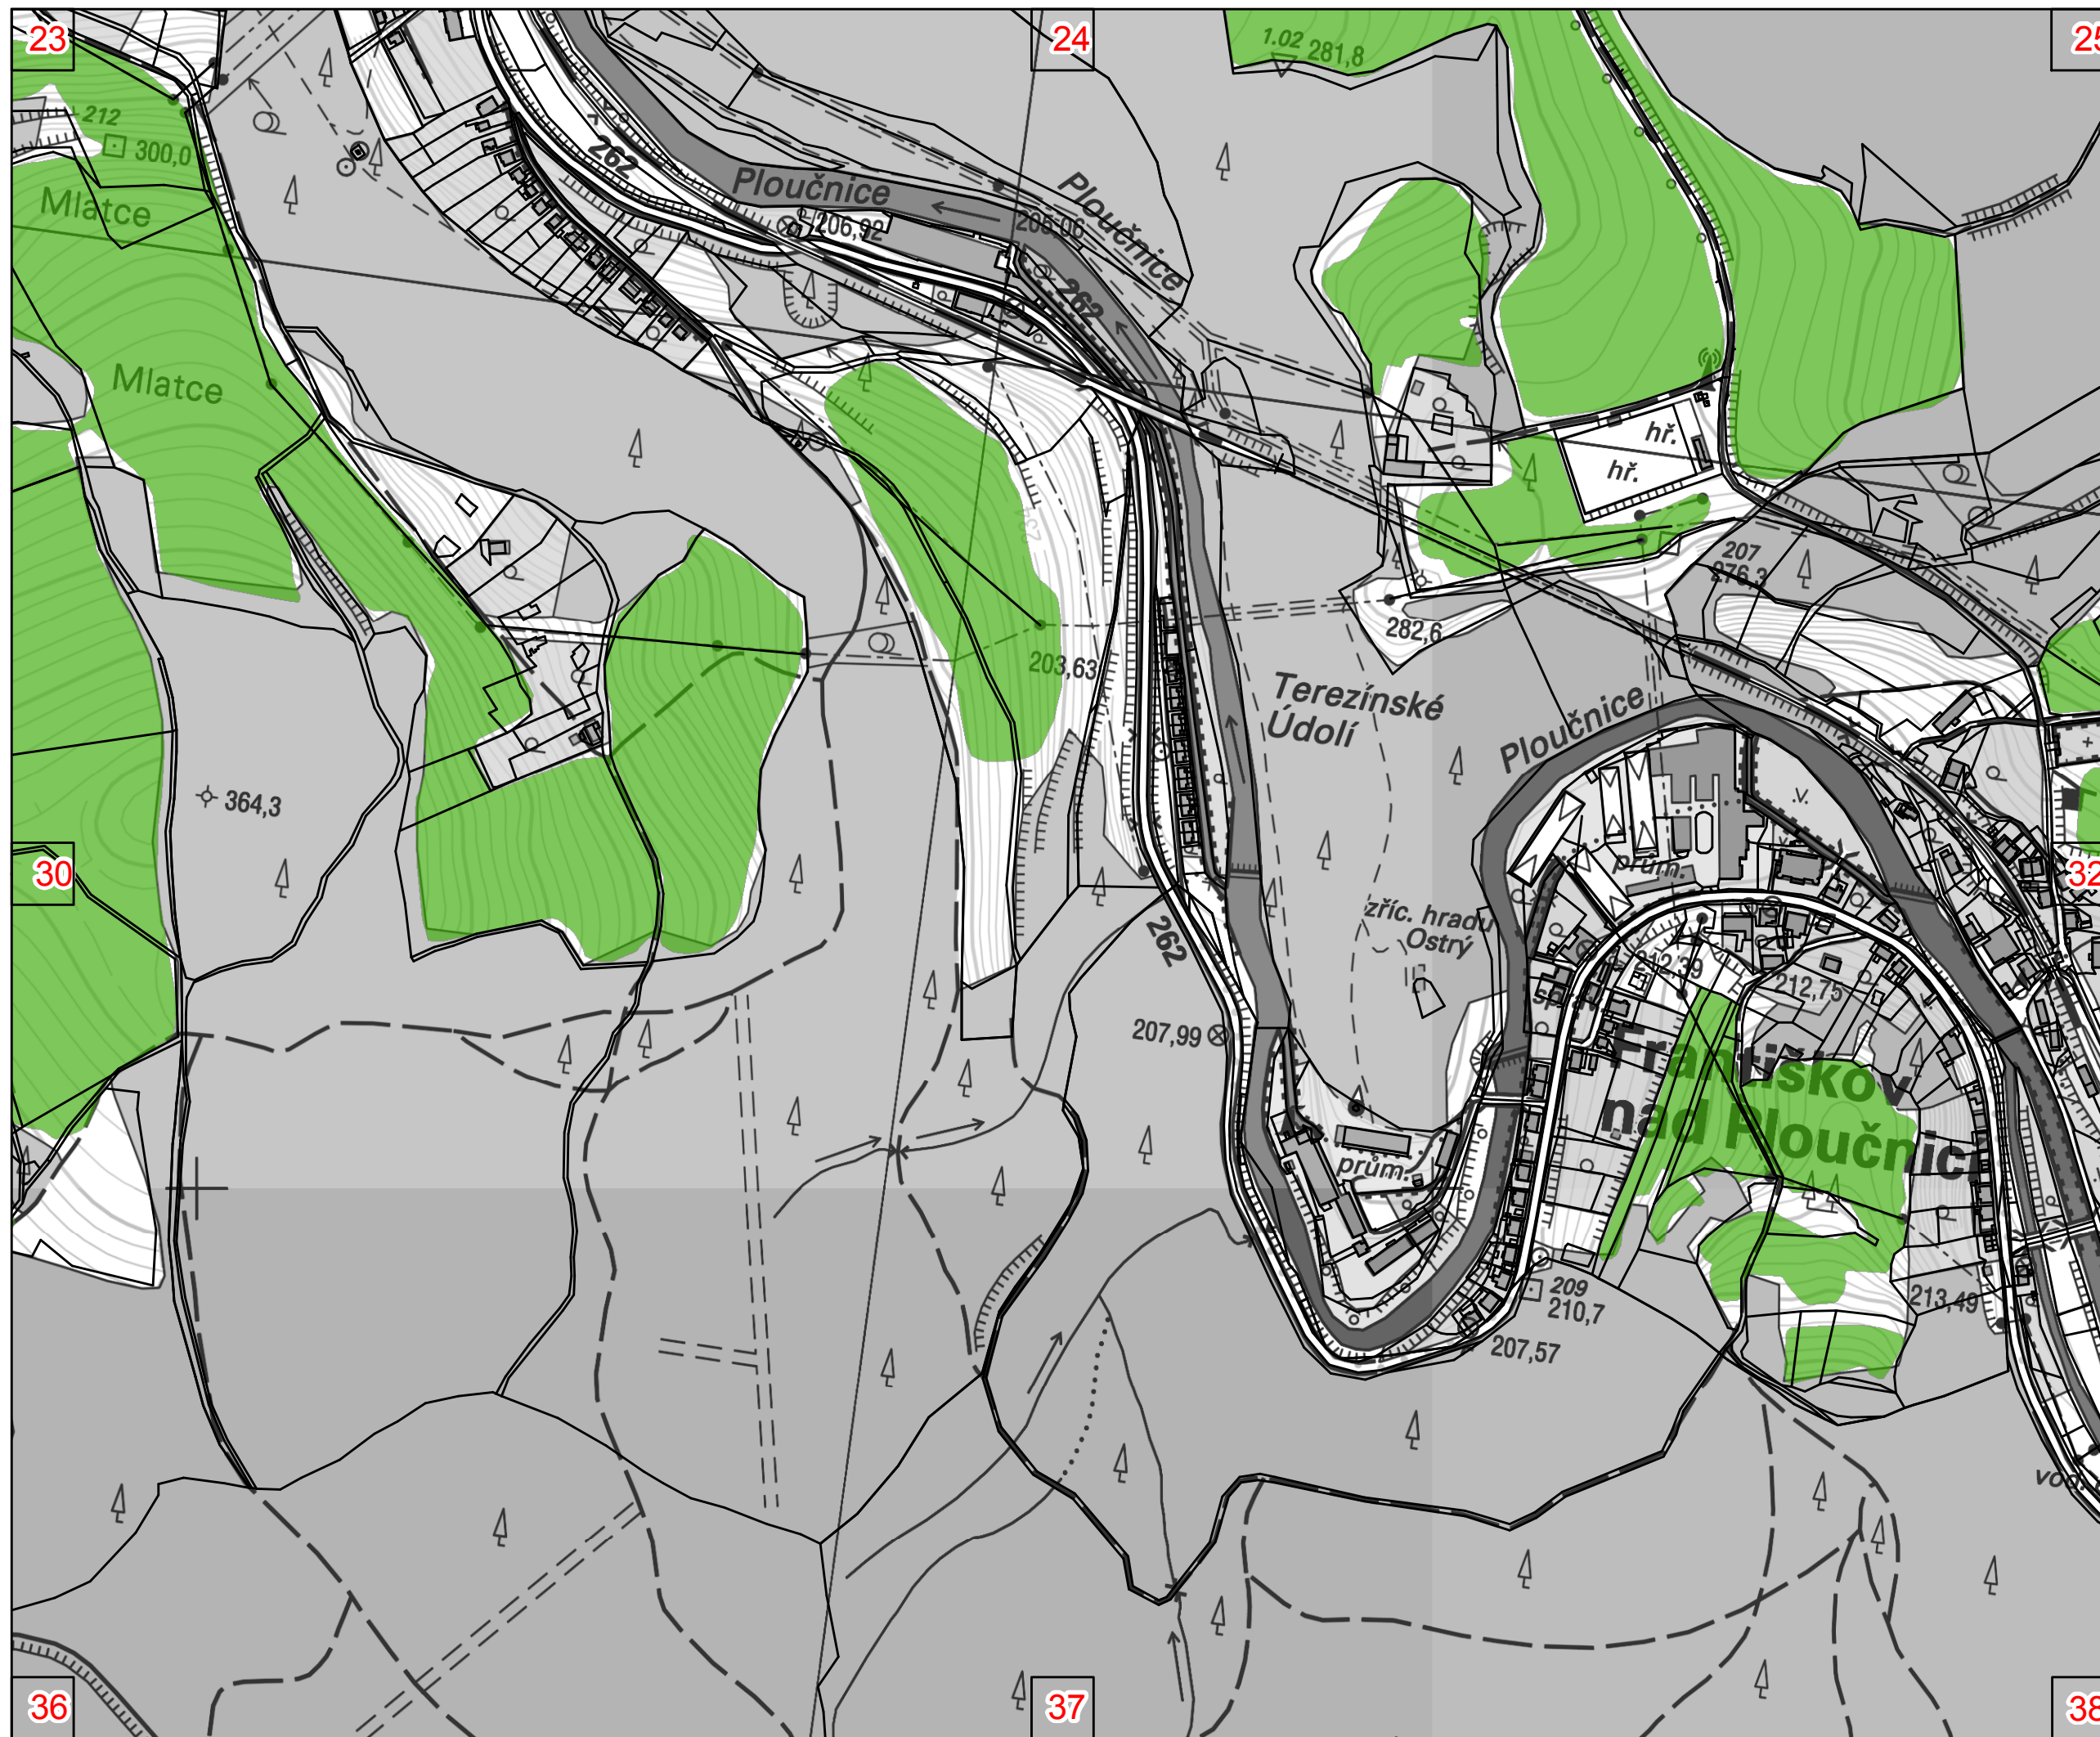 23
24
25
1.02 281,8
212
300,0
Mlatce
262
Ploučnice
206,92
205,06
Ploučnice
262
Mlatce
hř.
hř.
207
276,3
282,6
203,63
Terezínské
Údolí
Ploučnice
364,3
v.
prům.
30
32
zříc. hradu
Ostrý
262
212,39
212,75
207,99
Františkov
nad Ploučnicí
prům.
209
210,7
213,49
207,57
vod.
36
37
38